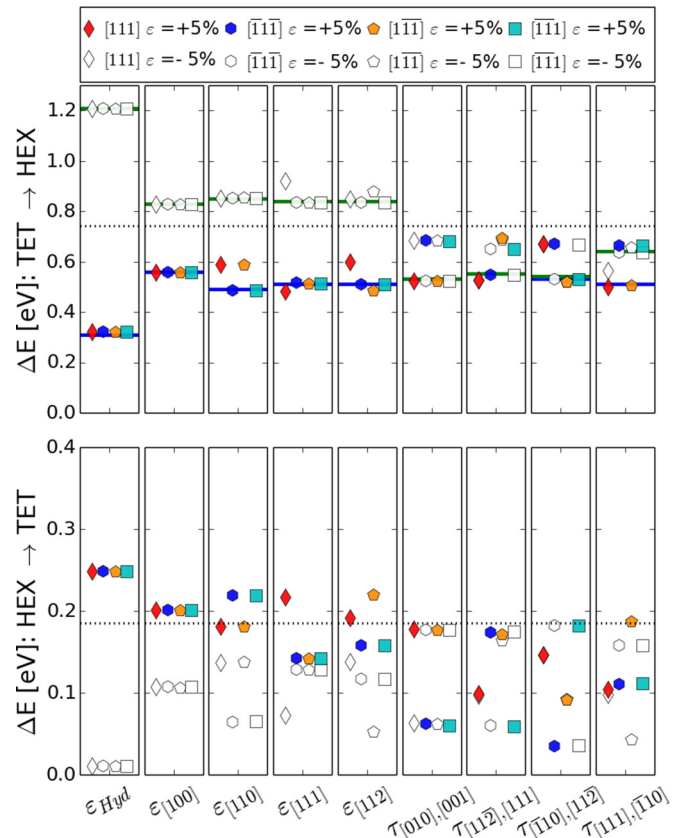 [111] ε =+5% [1̅1̅1̅] ε =+5% [11̅1̅] ε =+5% [1̅1̅1] ε =+5%
[111] ε =- 5% [1̅1̅1̅] ε =- 5% [11̅1̅] ε =- 5% [1̅1̅1] ε =- 5%
ΔE [eV]: TET → HEX
1.2
1.0
0.8
0.6
0.4
0.2
0.0
ΔE [eV]: HEX → TET
0.4
0.3
0.2
0.1
0.0
ε_Hyd ε_[100] ε_[110] ε_[111] ε_[112] τ_[010],[001] τ_[112̅],[111] τ_[1̅10],[112̅] τ_[111],[1̅10]